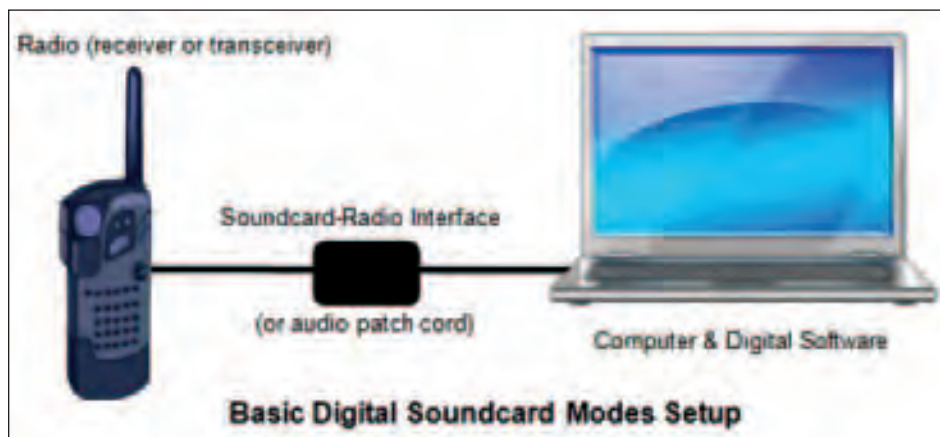 Radio (receiver or transceiver)
Soundcard-Radio Interface
(or audio patch cord)
Computer & Digital Software
Basic Digital Soundcard Modes Setup